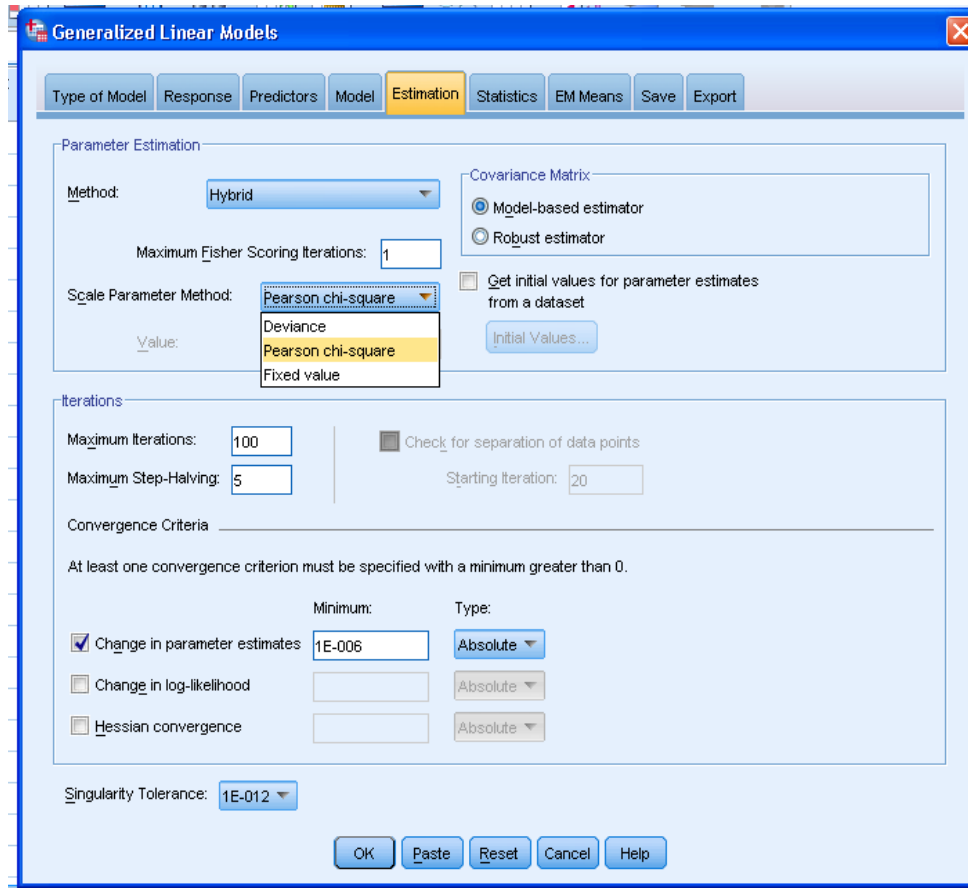 Generalized Linear Models
Type of Model Response Predictors Model Estimation Statistics EM Means Save Export
Parameter Estimation
Method: Hybrid
Maximum Fisher Scoring Iterations: 1
Scale Parameter Method: Pearson chi-square
Deviance
Pearson chi-square
Fixed value
Value:
Covariance Matrix
Model-based estimator
Robust estimator
Get initial values for parameter estimates
from a dataset
Initial Values...
Iterations
Maximum Iterations: 100
Maximum Step-Halving: 5
Check for separation of data points
Starting Iteration: 20
Convergence Criteria
At least one convergence criterion must be specified with a minimum greater than 0.
Minimum: Type:
Change in parameter estimates 1E-006 Absolute
Change in log-likelihood Absolute
Hessian convergence Absolute
Singularity Tolerance: 1E-012
OK Paste Reset Cancel Help